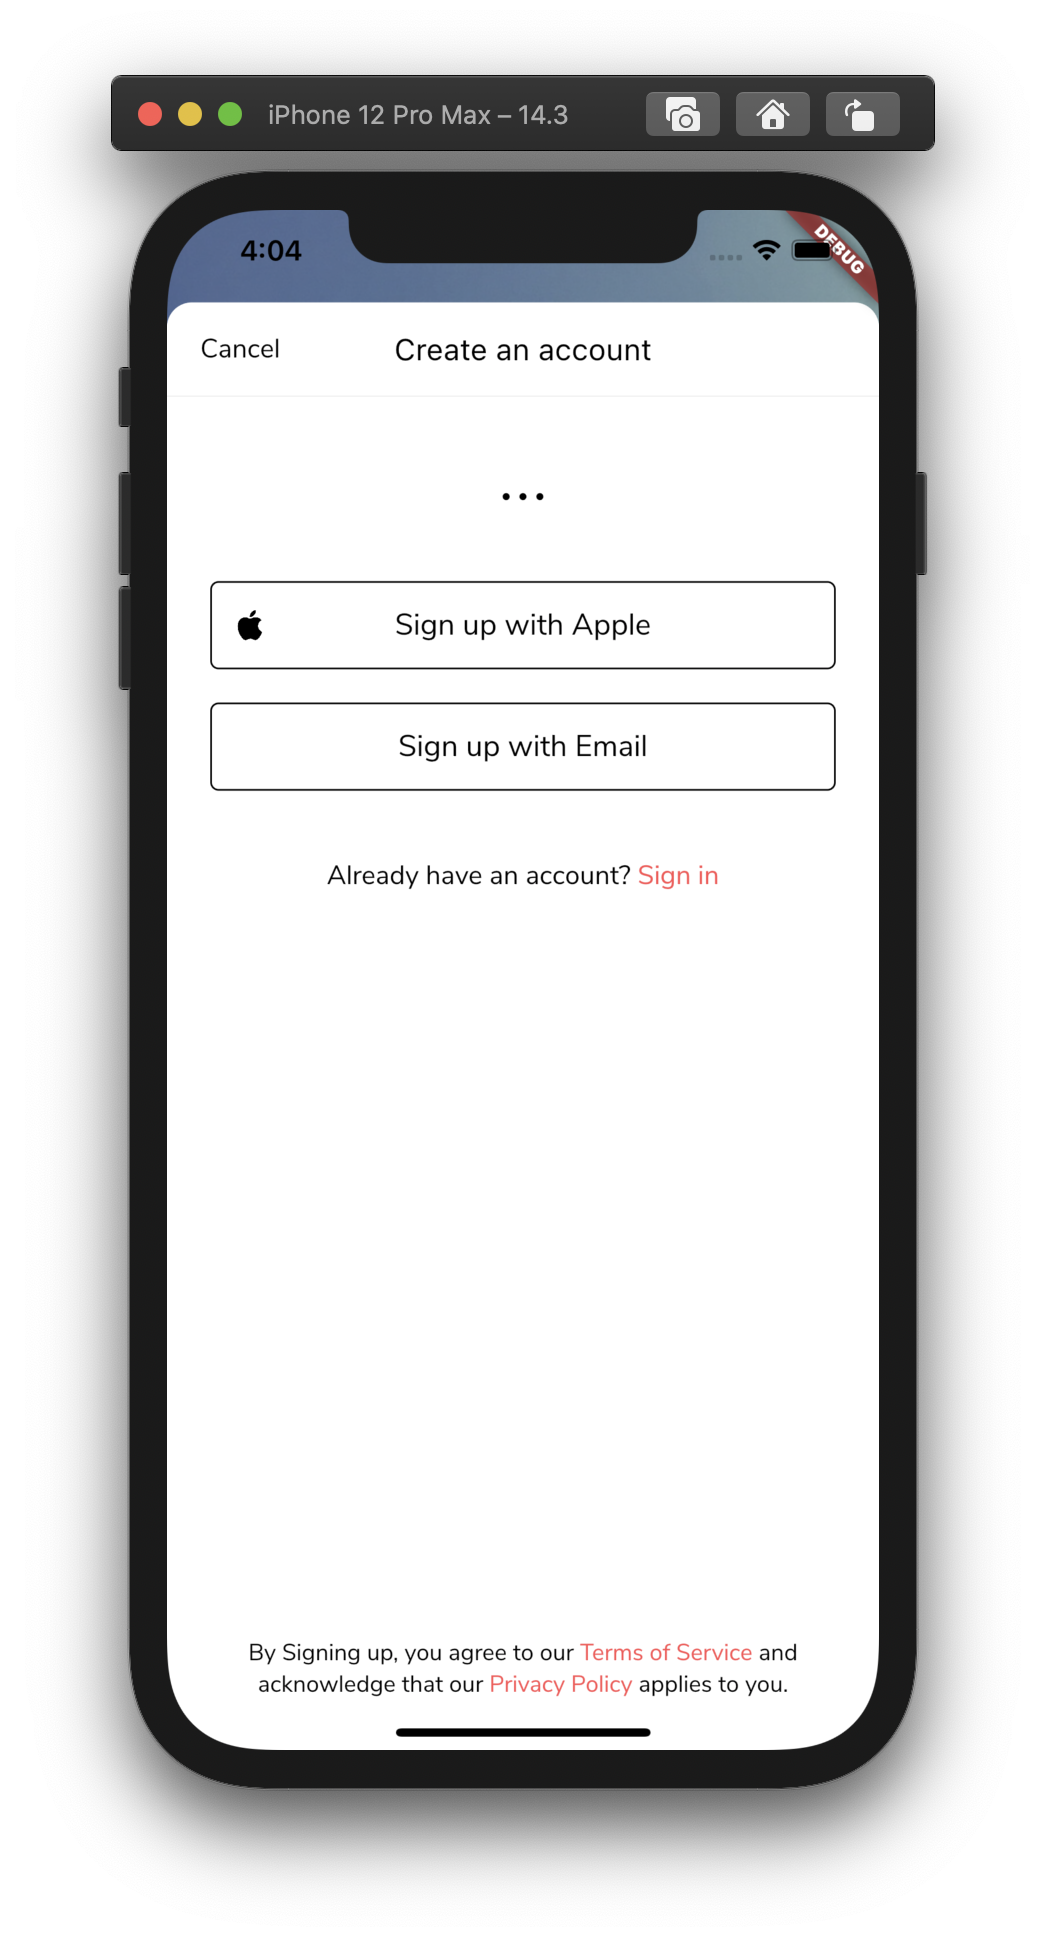 iPhone 12 Pro Max – 14.3
4:04
DEBUG
Cancel
Create an account
...
Sign up with Apple
Sign up with Email
Already have an account? Sign in
By Signing up, you agree to our Terms of Service and
acknowledge that our Privacy Policy applies to you.